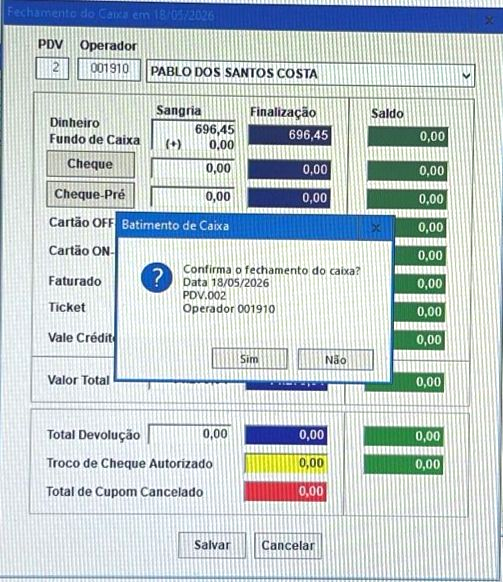 Fechamento do Caixa em 18/05/2026
PDV Operador
2 001910 PABLO DOS SANTOS COSTA
Sangria Finalização Saldo
Dinheiro 696,45 696,45 0,00
Fundo de Caixa (+) 0,00
Cheque 0,00 0,00 0,00
Cheque-Pré 0,00 0,00 0,00
Cartão OFF 0,00
Cartão ON- 0,00
Faturado 0,00
Ticket 0,00
Vale Crédit 0,00
Valor Total 0,00
Batimento de Caixa
Confirma o fechamento do caixa?
Data 18/05/2026
PDV.002
Operador 001910
Sim Não
Total Devolução 0,00 0,00 0,00
Troco de Cheque Autorizado 0,00 0,00
Total de Cupom Cancelado 0,00
Salvar Cancelar